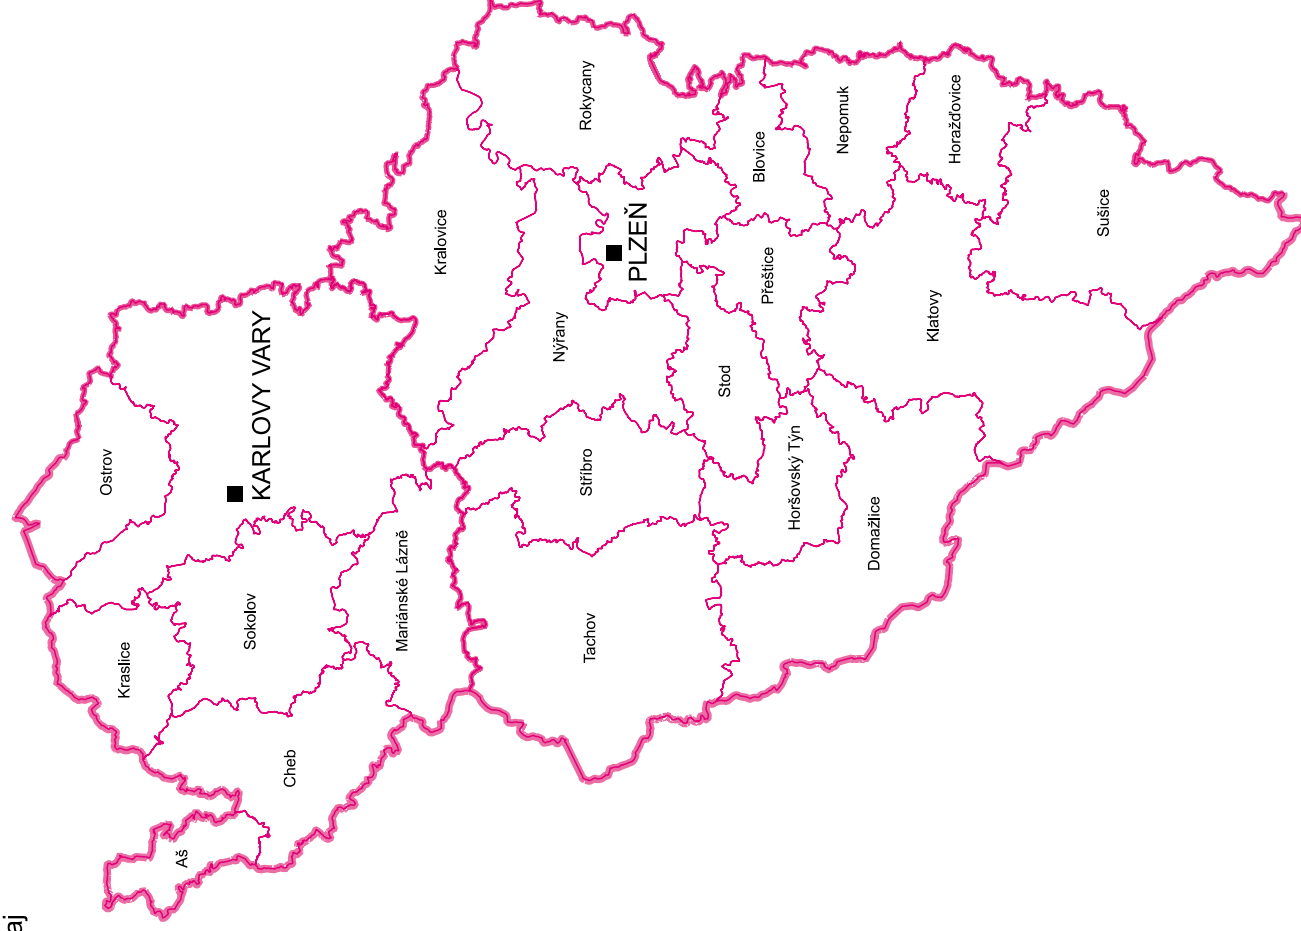 aj
Aš
Cheb
Kraslice
Sokolov
Ostrov
KARLOVY VARY
Mariánské Lázně
Tachov
Stříbro
Kralovice
Nýřany
PLZEŇ
Rokycany
Stod
Horšovský Týn
Domažlice
Přeštice
Blovice
Nepomuk
Klatovy
Horažďovice
Sušice